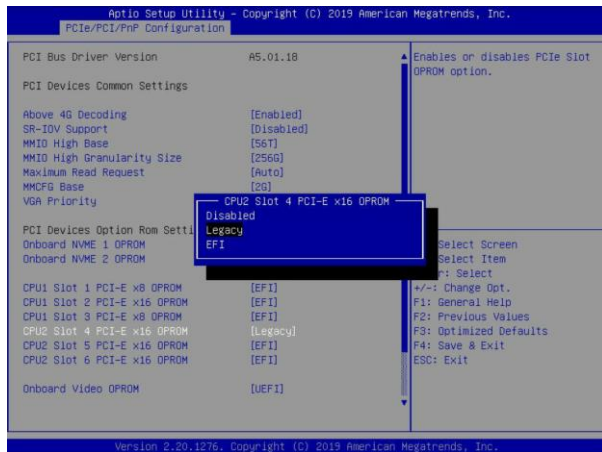 Aptio Setup Utility - Copyright (C) 2019 American Megatrends, Inc.
PCIe/PCI/PnP Configuration
PCI Bus Driver Version A5.01.18
PCI Devices Common Settings
Above 4G Decoding [Enabled]
SR-IOV Support [Disabled]
MMIO High Base [56T]
MMIO High Granularity Size [256G]
Maximum Read Request [Auto]
MMCFG Base [2G]
VGA Priority
PCI Devices Option Rom Setti
Onboard NVME 1 OPROM
Onboard NVME 2 OPROM
CPU1 Slot 1 PCI-E x8 OPROM [EFI]
CPU1 Slot 2 PCI-E x16 OPROM [EFI]
CPU1 Slot 3 PCI-E x8 OPROM [EFI]
CPU2 Slot 4 PCI-E x16 OPROM [Legacy]
CPU2 Slot 5 PCI-E x16 OPROM [EFI]
CPU2 Slot 6 PCI-E x16 OPROM [EFI]
Onboard Video OPROM [UEFI]
CPU2 Slot 4 PCI-E x16 OPROM
Disabled
Legacy
EFI
Enables or disables PCIe Slot
OPROM option.
Select Screen
Select Item
r: Select
+/-: Change Opt.
F1: General Help
F2: Previous Values
F3: Optimized Defaults
F4: Save & Exit
ESC: Exit
Version 2.20.1276. Copyright (C) 2019 American Megatrends, Inc.